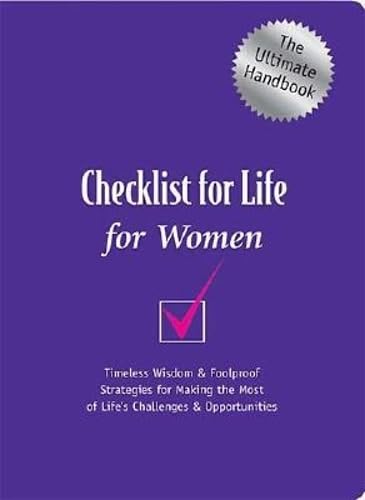 The
Ultimate
Handbook
Checklist for Life
for Women
Timeless Wisdom & Foolproof
Strategies for Making the Most
of Life's Challenges & Opportunities